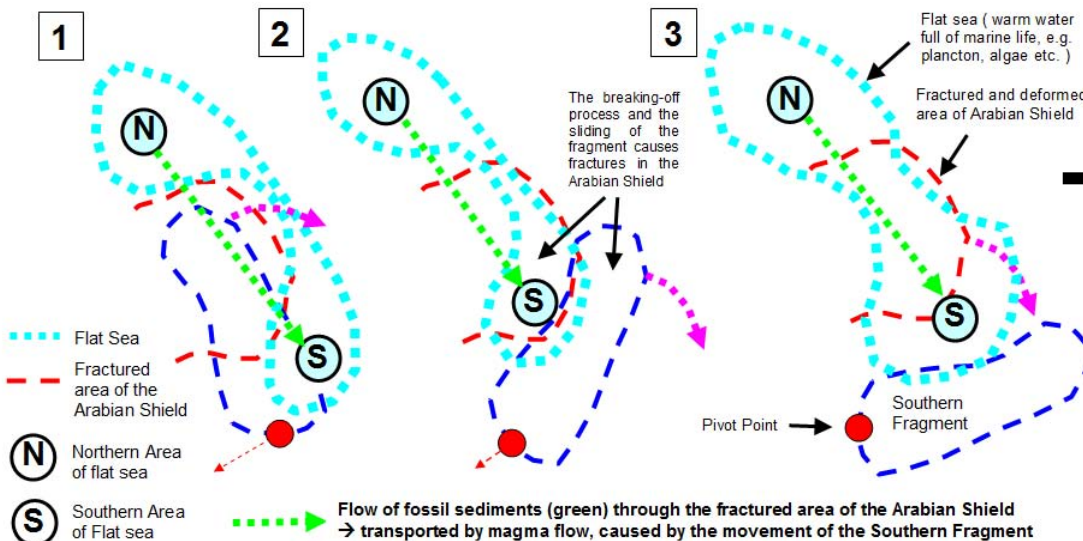 1
2
3
N
S
N
S
N
S
The breaking-off
process and the
sliding of the
fragment causes
fractures in the
Arabian Shield
Flat sea ( warm water
full of marine life, e.g.
plancton, algae etc. )
Fractured and deformed
area of Arabian Shield
Pivot Point
Southern
Fragment
Flat Sea
Fractured
area of the
Arabian Shield
N
Northern Area
of flat sea
S
Southern Area
of Flat sea
Flow of fossil sediments (green) through the fractured area of the Arabian Shield
→ transported by magma flow, caused by the movement of the Southern Fragment